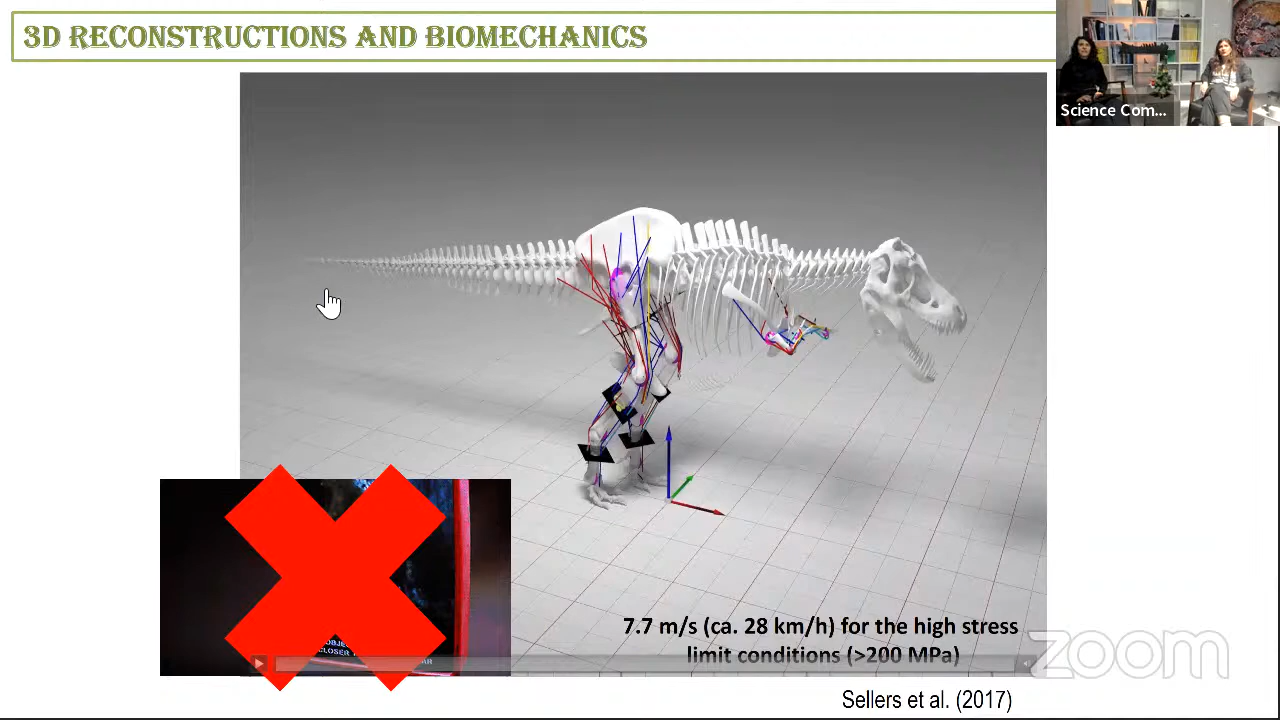 3D RECONSTRUCTIONS AND BIOMECHANICS
Science Com...
CLOSER
7.7 m/s (ca. 28 km/h) for the high stress
limit conditions (>200 MPa)
zoom
Sellers et al. (2017)